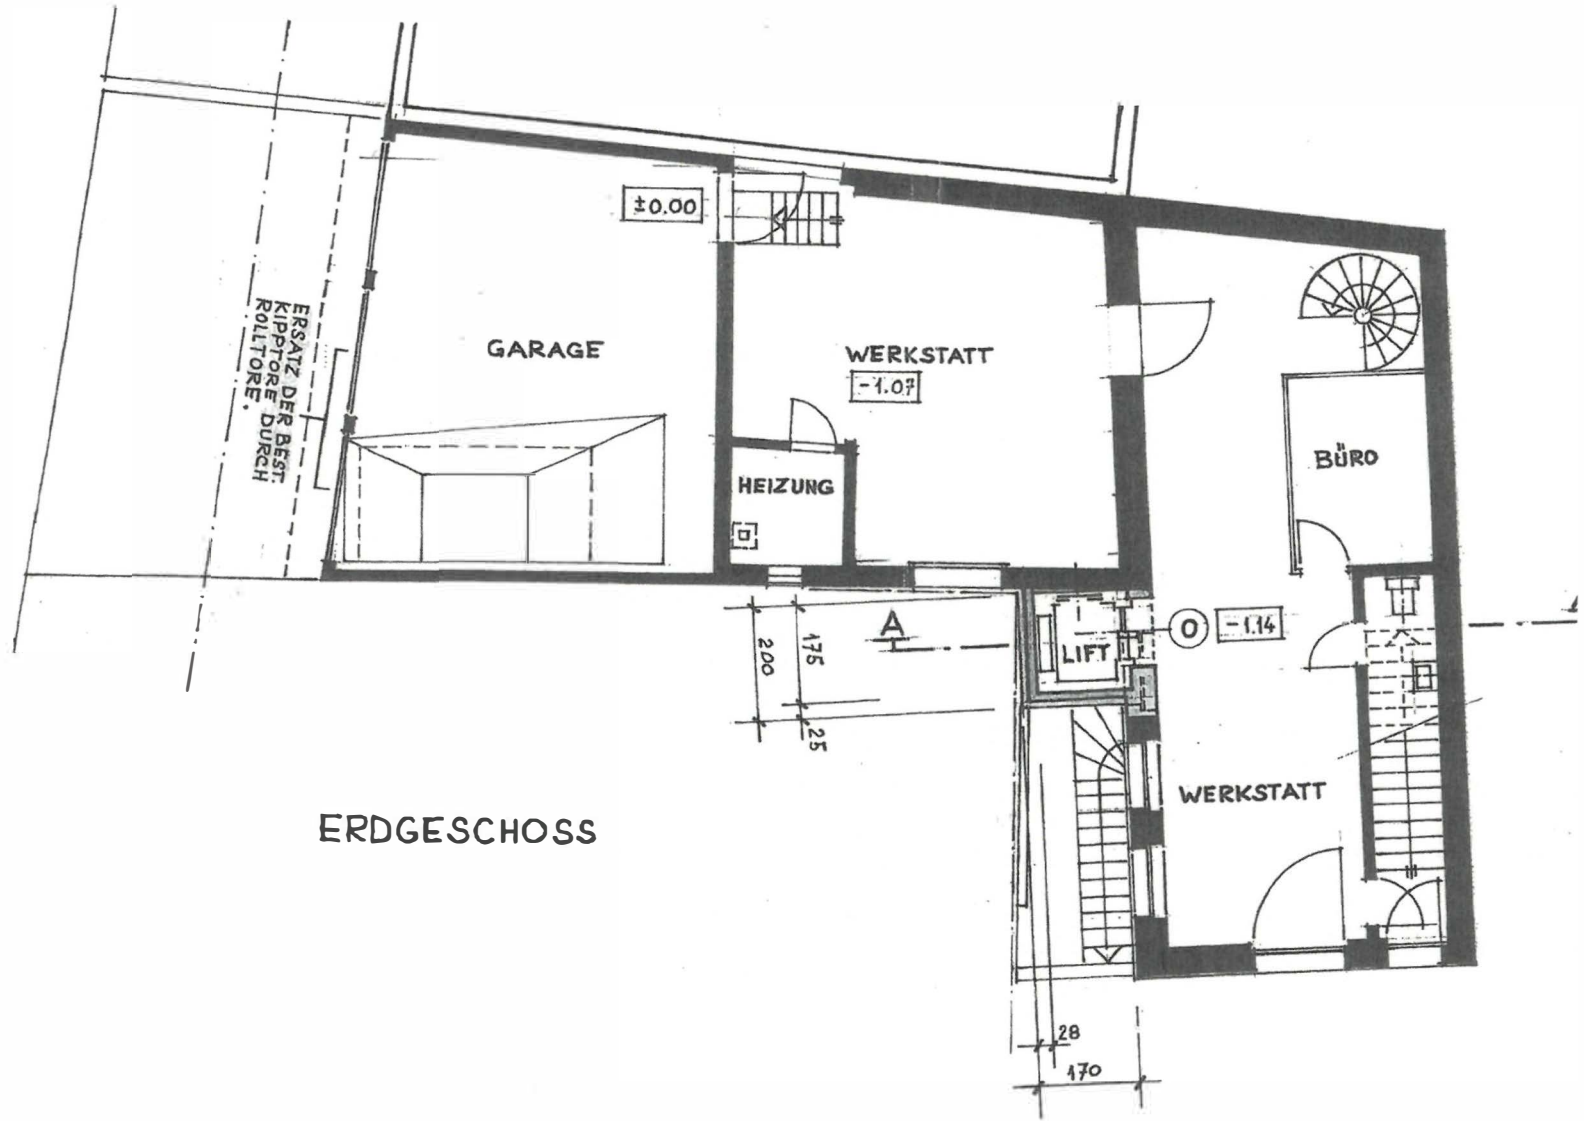 ±0.00
GARAGE
WERKSTATT
-1.07
ERSATZ DER BEST.
KIPPTORE DURCH
ROLLTORE.
BÜRO
HEIZUNG
A
LIFT
O
-1.14
175
200
25
WERKSTATT
ERDGESCHOSS
28
170